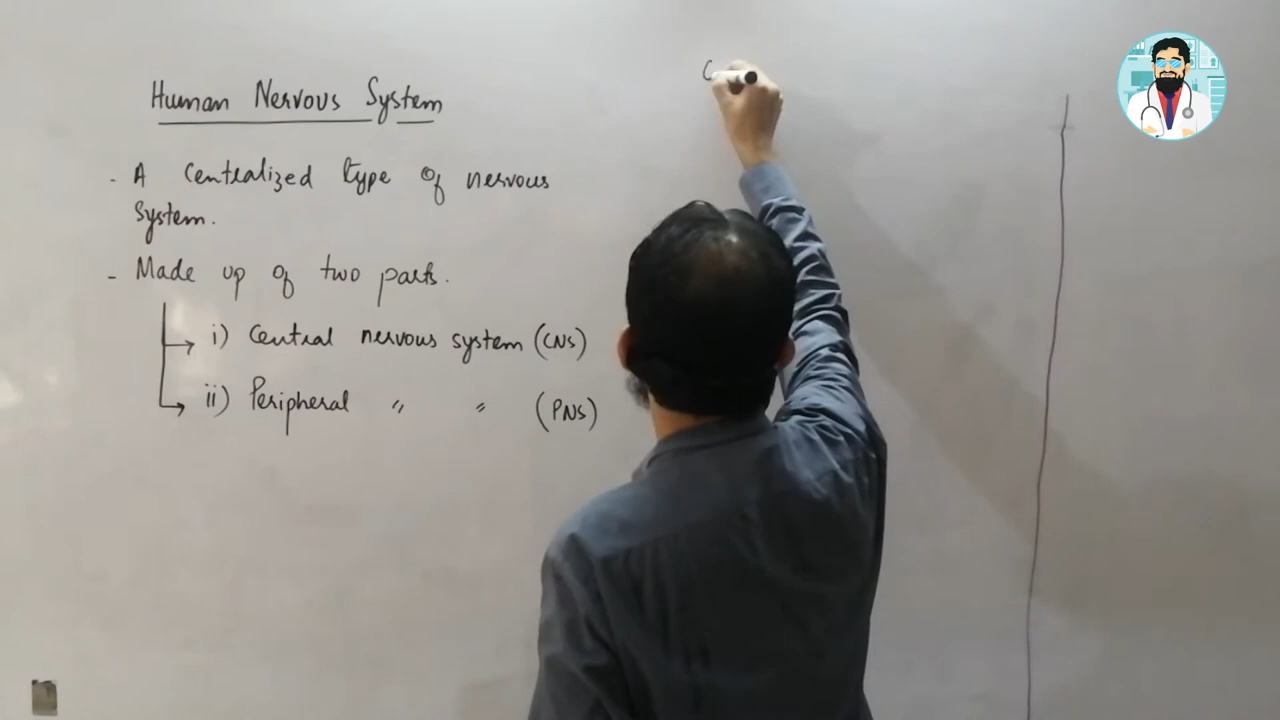 Human Nervous System
- A centralized type of nervous
system.
- Made up of two parts.
i) Central nervous system (CNS)
ii) Peripheral " " (PNS)
C